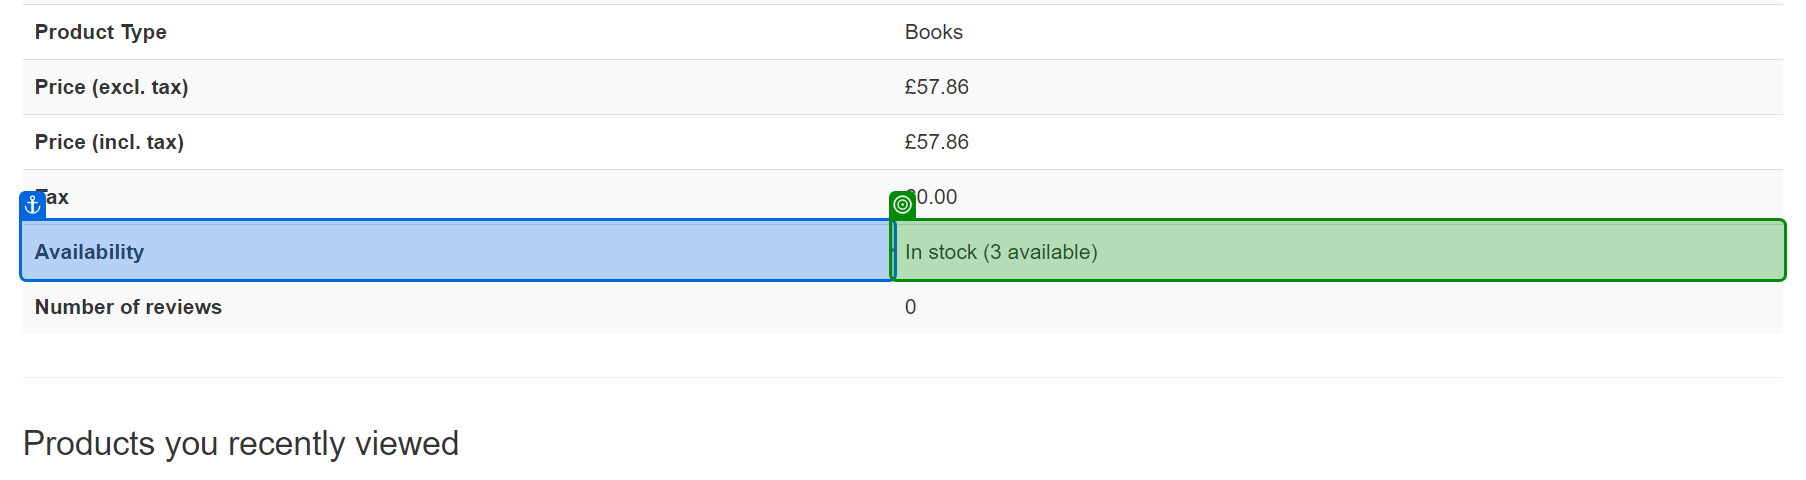 Product Type Books
Price (excl. tax) £57.86
Price (incl. tax) £57.86
Tax £0.00
Availability In stock (3 available)
Number of reviews 0
Products you recently viewed